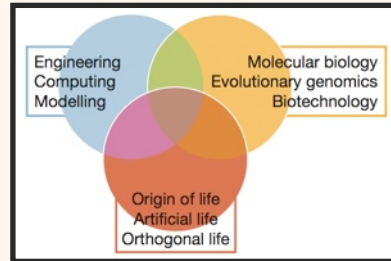 Engineering
Computing
Modelling
Molecular biology
Evolutionary genomics
Biotechnology
Origin of life
Artificial life
Orthogonal life